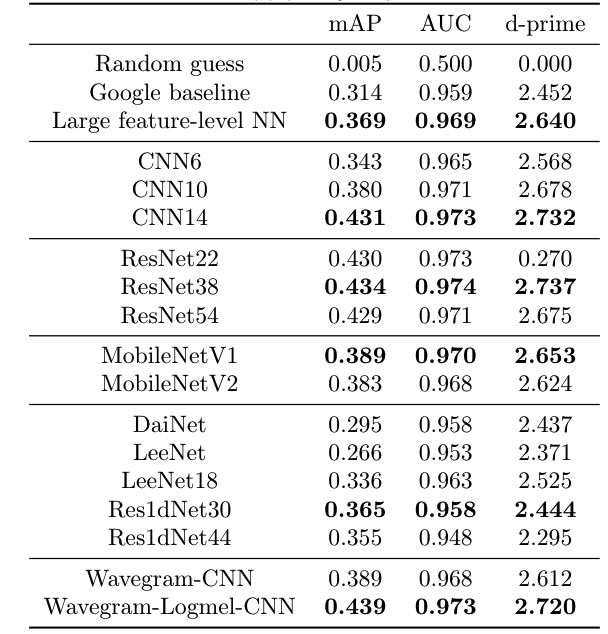 mAP AUC d-prime
Random guess 0.005 0.500 0.000
Google baseline 0.314 0.959 2.452
Large feature-level NN 0.369 0.969 2.640
CNN6 0.343 0.965 2.568
CNN10 0.380 0.971 2.678
CNN14 0.431 0.973 2.732
ResNet22 0.430 0.973 0.270
ResNet38 0.434 0.974 2.737
ResNet54 0.429 0.971 2.675
MobileNetV1 0.389 0.970 2.653
MobileNetV2 0.383 0.968 2.624
DaiNet 0.295 0.958 2.437
LeeNet 0.266 0.953 2.371
LeeNet18 0.336 0.963 2.525
Res1dNet30 0.365 0.958 2.444
Res1dNet44 0.355 0.948 2.295
Wavegram-CNN 0.389 0.968 2.612
Wavegram-Logmel-CNN 0.439 0.973 2.720